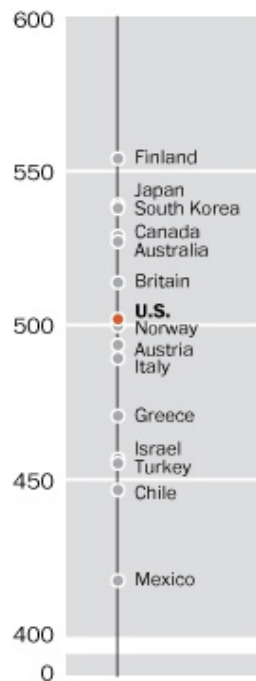 600
Finland
550
Japan
South Korea
Canada
Australia
Britain
U.S.
500
Norway
Austria
Italy
Greece
Israel
Turkey
450
Chile
Mexico
400
0